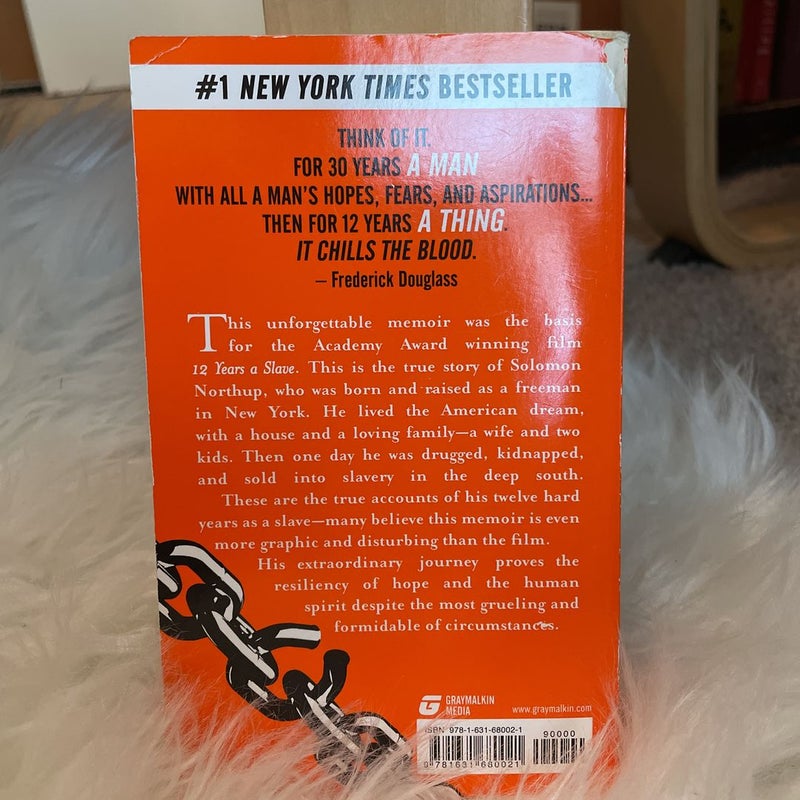 #1 NEW YORK TIMES BESTSELLER
THINK OF IT.
FOR 30 YEARS A MAN
WITH ALL A MAN'S HOPES, FEARS, AND ASPIRATIONS...
THEN FOR 12 YEARS A THING.
IT CHILLS THE BLOOD.
– Frederick Douglass
This unforgettable memoir was the basis
for the Academy Award winning film
12 Years a Slave. This is the true story of Solomon
Northup, who was born and raised as a freeman
in New York. He lived the American dream,
with a house and a loving family—a wife and two
kids. Then one day he was drugged, kidnapped,
and sold into slavery in the deep south.
These are the true accounts of his twelve hard
years as a slave—many believe this memoir is even
more graphic and disturbing than the film.
His extraordinary journey proves the
resiliency of hope and the human
spirit despite the most grueling and
formidable of circumstances.
G GRAYMALKIN
MEDIA
www.graymalkin.com
ISBN 978-1-631-68002-1
90000
9 781631 680021